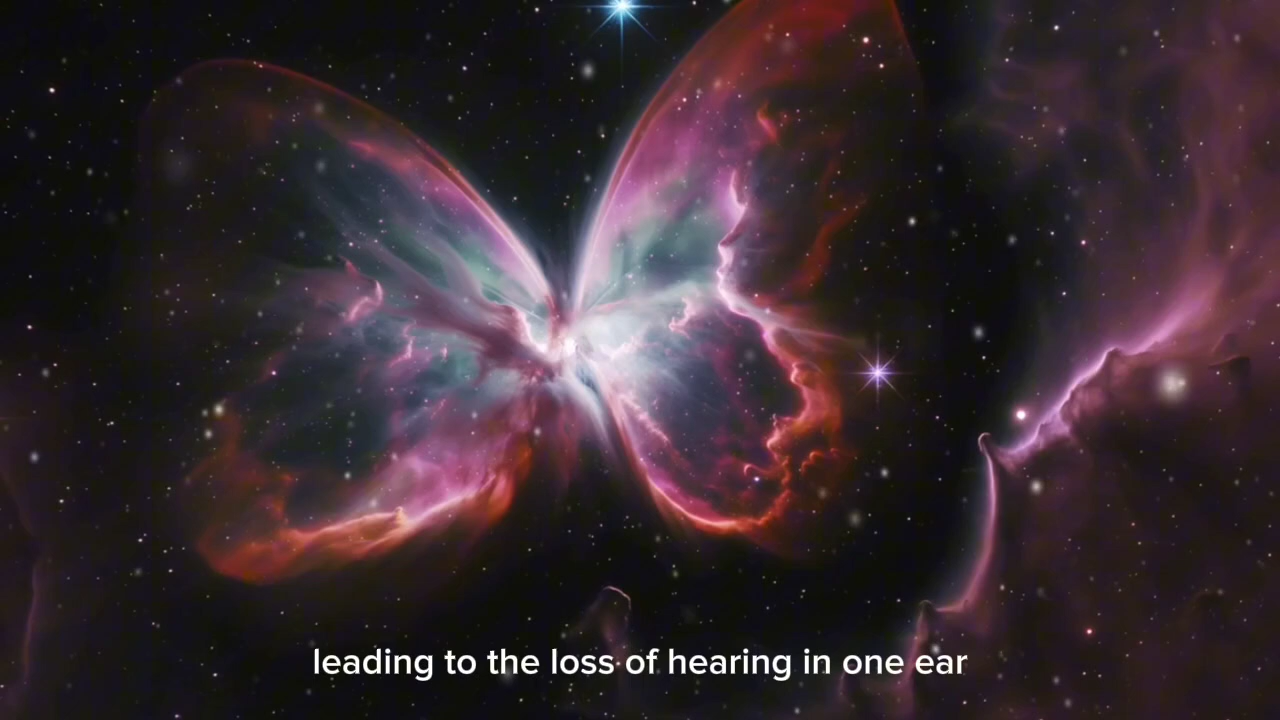 leading to the loss of hearing in one ear